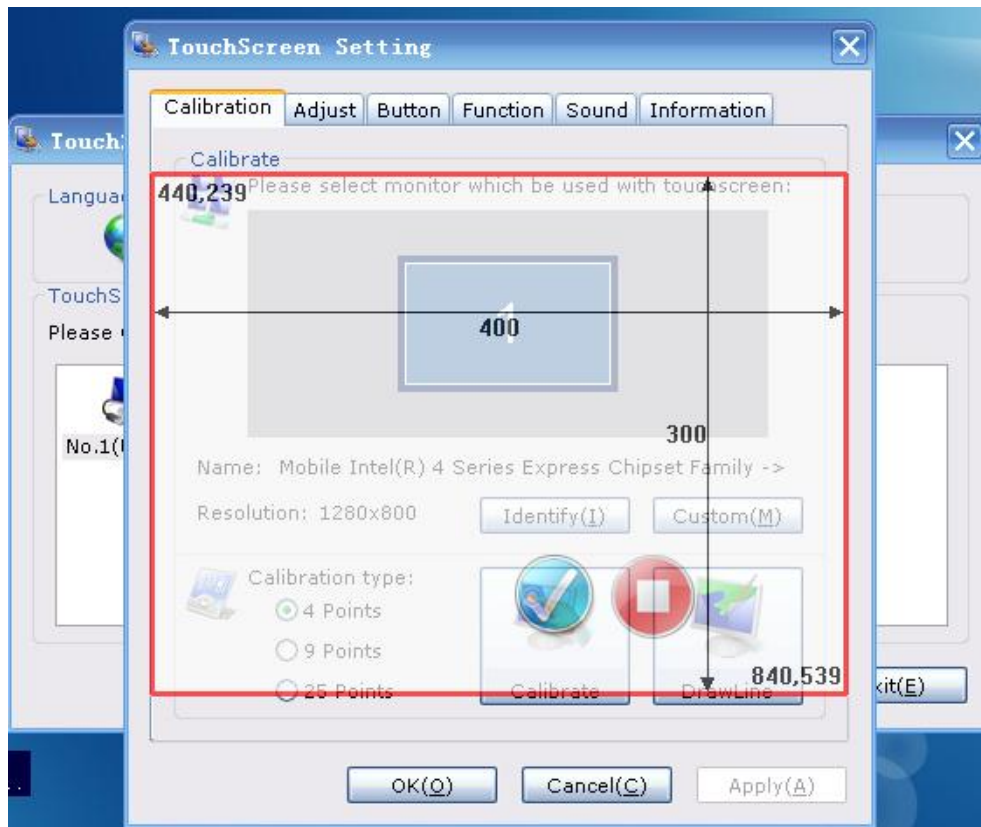 TouchScreen Setting
Calibration Adjust Button Function Sound Information
Touch
Calibrate
Please select monitor which be used with touchscreen:
440,239
Langua
TouchS
400
Please
300
No.1(
Name: Mobile Intel(R) 4 Series Express Chipset Family ->
Resolution: 1280x800 Identify(I) Custom(M)
Calibration type:
4 Points
9 Points
840,539
25 Points Calibrate DrawLine
xit(E)
OK(O) Cancel(C) Apply(A)